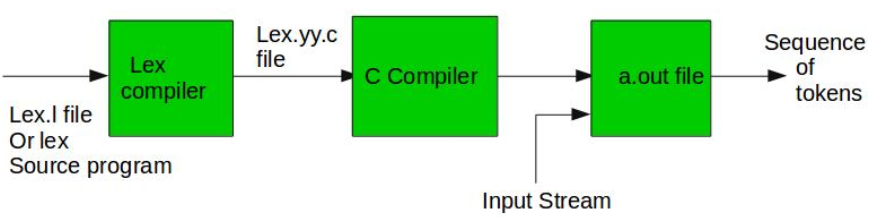 Lex.l file
Or lex
Source program
Lex
compiler
Lex.yy.c
file
C Compiler
a.out file
Input Stream
Sequence
of
tokens